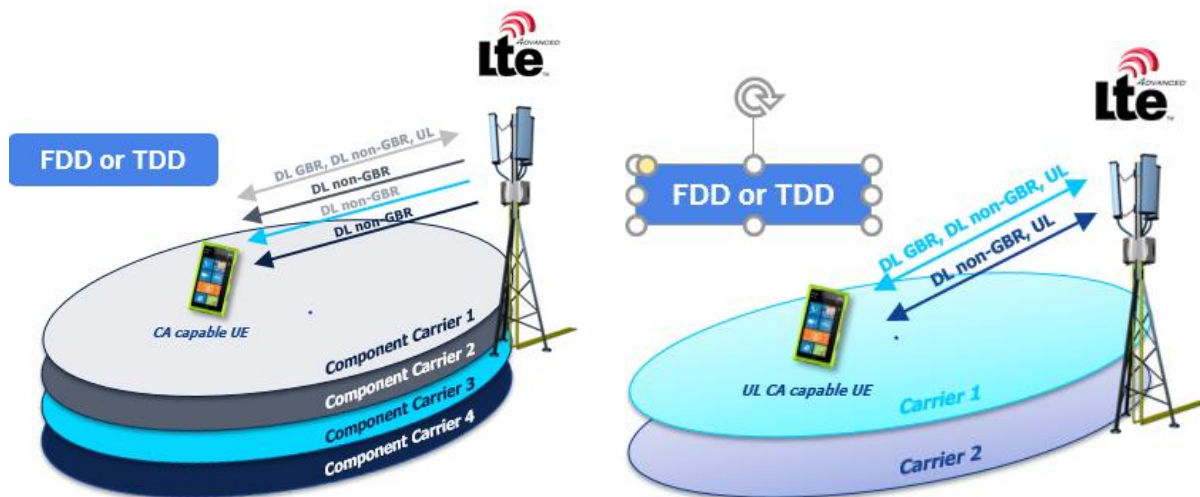 ADVANCED
Lte
FDD or TDD
DL GBR, DL non-GBR, UL
DL non-GBR
DL non-GBR
DL non-GBR
CA capable UE
Component Carrier 1
Component Carrier 2
Component Carrier 3
Component Carrier 4
ADVANCED
Lte
FDD or TDD
DL GBR, DL non-GBR, UL
DL non-GBR, UL
UL CA capable UE
Carrier 1
Carrier 2